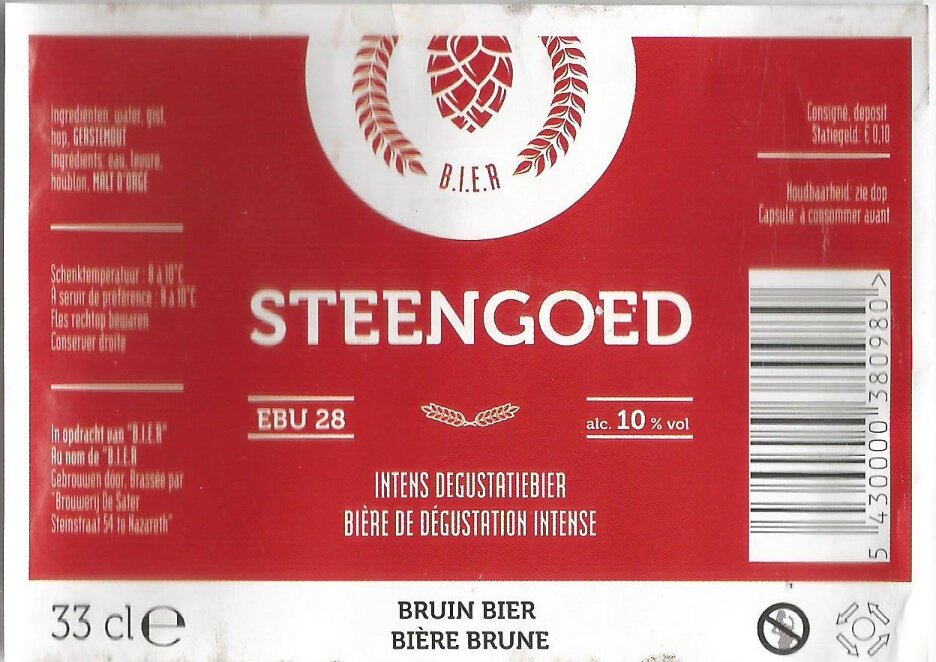 Ingrediënten: water, gist,
hop, GERSTEMOUT
Ingrédients: eau, levure,
houblon, MALT D'ORGE
Schenktemperatuur : 8 à 10°C
À servir de préférence : 8 à 10°C
Fles rechtop bewaren
Conserver droite
In opdracht van "B.I.E.R"
Au nom de "B.I.E.R
Gebrouwen door, Brassée par
"Brouwerij De Sater
Steinstraat 54 te Nazareth"
B.I.E.R
STEENGOED
EBU 28
alc. 10 % vol
INTENS DEGUSTATIEBIER
BIÈRE DE DÉGUSTATION INTENSE
Consigné, deposit
Statiegeld: € 0,10
Houdbaarheid: zie dop
Capsule: à consommer avant
5 430000 380980 >
33 cl e
BRUIN BIER
BIÈRE BRUNE